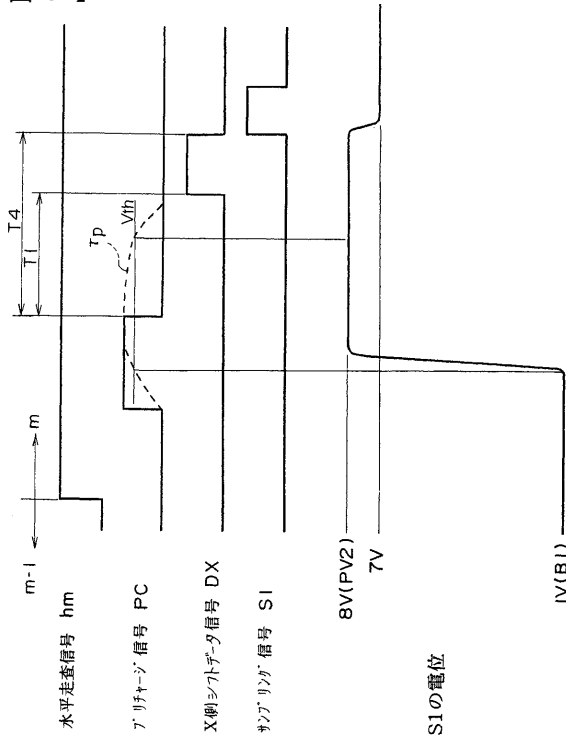 T4
T1
m-1
m
水平走査信号 hm
τp
Vth
プリチャージ信号 PC
X側シフトデータ信号 DX
サンプリング信号 S1
8V(PV2)
7V
S1の電位
1V(B1)